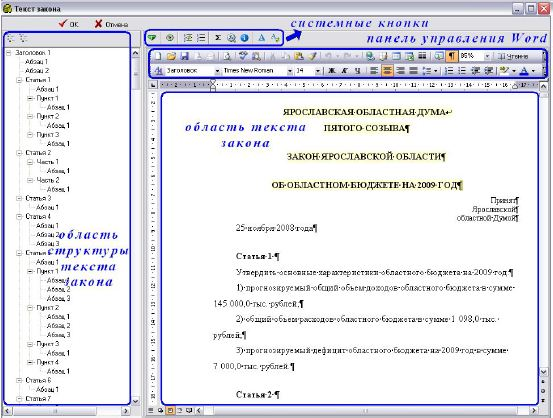 Текст закона
ОК Отмена
системные кнопки
панель управления Word
85% Чтение
Заголовок Times New Roman 14 Ж К Ч
Заголовок 1
Абзац 1
Абзац 2
Статья 1
Абзац 1
Пункт 1
Абзац 1
Пункт 2
Абзац 1
Пункт 3
Абзац 1
Статья 2
Часть 1
Абзац 1
Часть 2
Абзац 1
Статья 3
Абзац 1
Статья 4
Абзац 1
Абзац 2
Абзац 3
Абзац 1
Пункт 1
Абзац 1
Абзац 2
Пункт 2
Абзац 1
Абзац 2
Абзац 3
Пункт 3
Абзац 1
Пункт 4
Абзац 1
Статья 6
Абзац 1
Статья 7
область
структуры
текста
закона
область текста
закона
ЯРОСЛАВСКАЯ·ОБЛАСТНАЯ·ДУМА↵
ПЯТОГО·СОЗЫВА¶
ЗАКОН·ЯРОСЛАВСКОЙ·ОБЛАСТИ¶
ОБ·ОБЛАСТНОМ·БЮДЖЕТЕ·НА·2009·ГОД¶
Принят¶
Ярославской¶
областной·Думой¶
25·ноября·2008·года¶
Статья·1·¶
Утвердить·основные·характеристики·областного·бюджета·на·2009·год:¶
1)·прогнозируемый·общий·объем·доходов·областного·бюджета·в·сумме·
145·000,0·тыс.·рублей;¶
2)·общий·объем·расходов·областного·бюджета·в·сумме·1·098,0·тыс.·
рублей;¶
3)·прогнозируемый·дефицит·областного·бюджета·на·2009·год·в·сумме·
7·000,0·тыс.·рублей.¶
Статья·2·¶